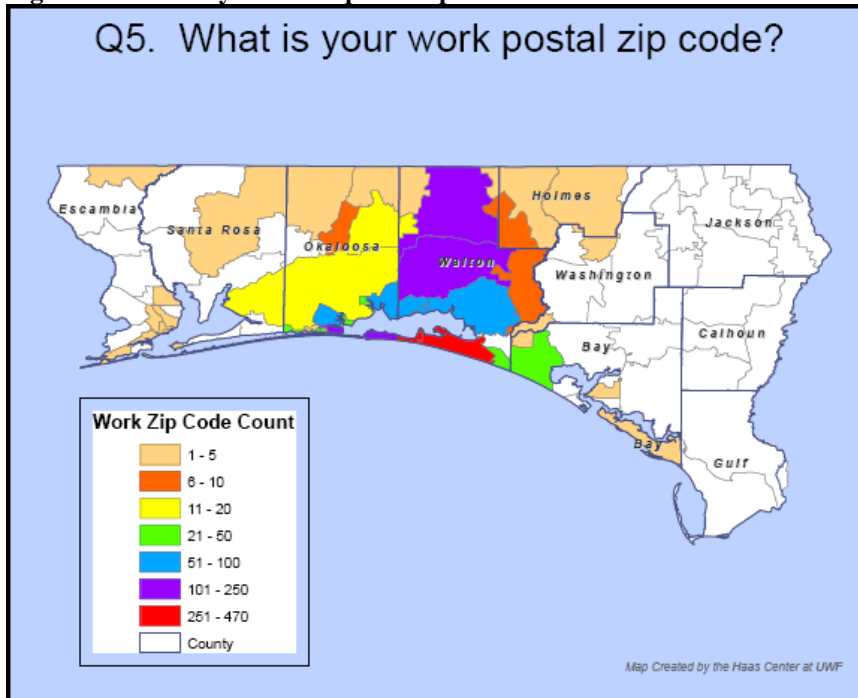 Q5. What is your work postal zip code?
Escambia
Santa Rosa
Okaloosa
Walton
Holmes
Jackson
Washington
Bay
Calhoun
Bay
Gulf
Work Zip Code Count
1 - 5
6 - 10
11 - 20
21 - 50
51 - 100
101 - 250
251 - 470
County
Map Created by the Haas Center at UWF